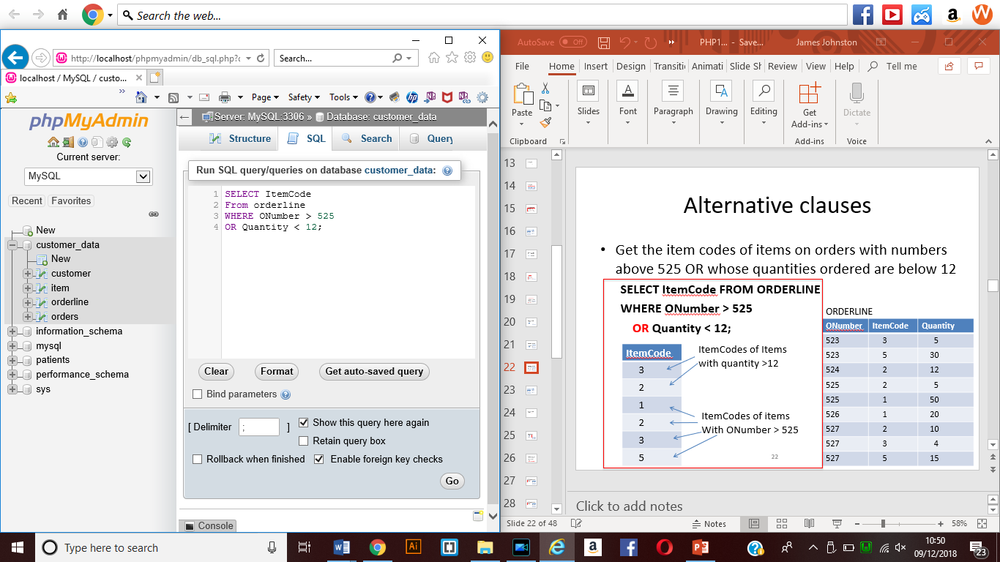 Search the web...
AutoSave Off PHP1... - Save... James Johnston
http://localhost/phpmyadmin/db_sql.php?c
Search...
localhost / MySQL / custo...
Page Safety Tools
File Home Insert Design Transiti Animati Slide Sh Review View Help Tell me
Paste Slides Font Paragraph Drawing Editing Get Add-ins Dictate
Clipboard Add-ins Voice
phpMyAdmin
Current server:
MySQL
Recent Favorites
New
customer_data
New
customer
item
orderline
orders
information_schema
mysql
patients
performance_schema
sys
Server: MySQL:3306 » Database: customer_data
Structure SQL Search Query
Run SQL query/queries on database customer_data:
1 SELECT ItemCode
2 From orderline
3 WHERE ONumber > 525
4 OR Quantity < 12;
Clear Format Get auto-saved query
Bind parameters
[ Delimiter ; ]
Show this query here again
Retain query box
Rollback when finished Enable foreign key checks
Go
Console
13
14
15
16
17
18
19
20
21
22
23
24
25
26
27
28
Alternative clauses
• Get the item codes of items on orders with numbers
above 525 OR whose quantities ordered are below 12
SELECT ItemCode FROM ORDERLINE
WHERE ONumber > 525
OR Quantity < 12;
ItemCode
3
2
1
2
3
5
ItemCodes of Items
with quantity >12
ItemCodes of items
With ONumber > 525
22
ORDERLINE
ONumber ItemCode Quantity
523 3 5
523 5 30
524 2 12
525 2 5
525 1 50
526 1 20
527 2 10
527 3 4
527 5 15
Click to add notes
Slide 22 of 48 Notes 58%
Type here to search
10:50
09/12/2018
23